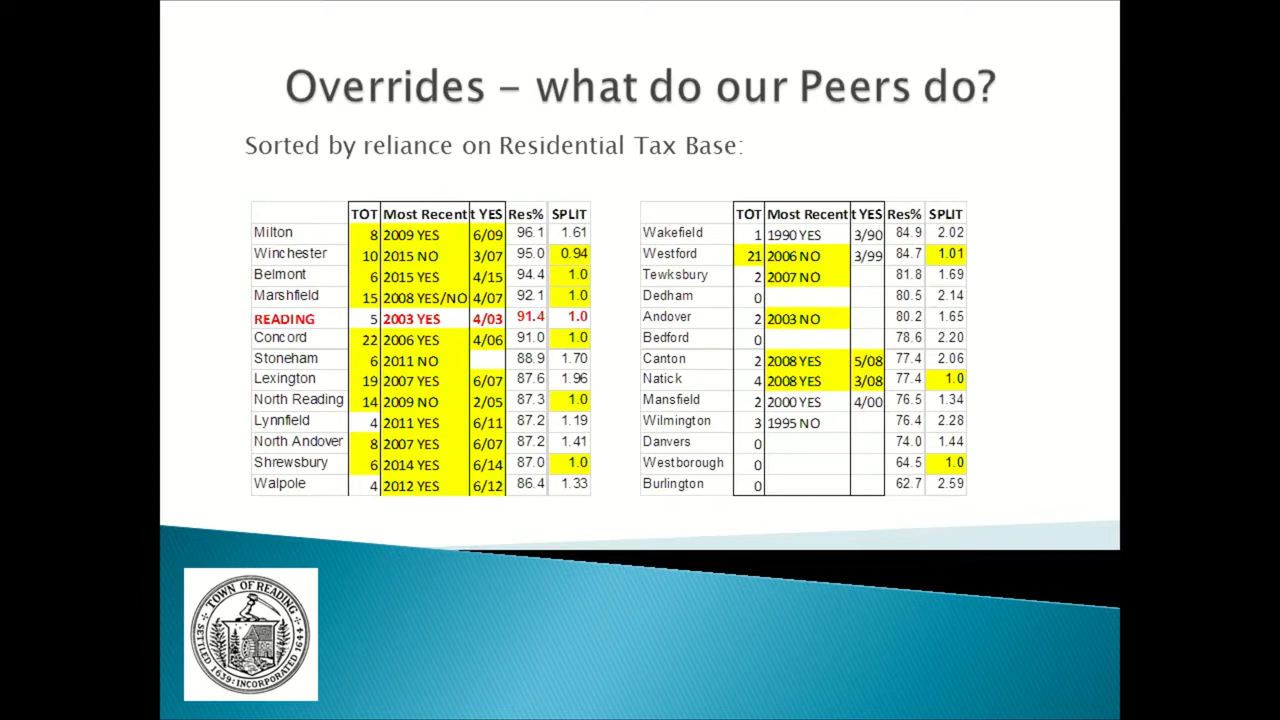 Overrides – what do our Peers do?
Sorted by reliance on Residential Tax Base:
TOT Most Recent t YES Res% SPLIT
Milton 8 2009 YES 6/09 96.1 1.61
Winchester 10 2015 NO 3/07 95.0 0.94
Belmont 6 2015 YES 4/15 94.4 1.0
Marshfield 15 2008 YES/NO 4/07 92.1 1.0
READING 5 2003 YES 4/03 91.4 1.0
Concord 22 2006 YES 4/06 91.0 1.0
Stoneham 6 2011 NO 88.9 1.70
Lexington 19 2007 YES 6/07 87.6 1.96
North Reading 14 2009 NO 2/05 87.3 1.0
Lynnfield 4 2011 YES 6/11 87.2 1.19
North Andover 8 2007 YES 6/07 87.2 1.41
Shrewsbury 6 2014 YES 6/14 87.0 1.0
Walpole 4 2012 YES 6/12 86.4 1.33
TOT Most Recent t YES Res% SPLIT
Wakefield 1 1990 YES 3/90 84.9 2.02
Westford 21 2006 NO 3/99 84.7 1.01
Tewksbury 2 2007 NO 81.8 1.69
Dedham 0 80.5 2.14
Andover 2 2003 NO 80.2 1.65
Bedford 0 78.6 2.20
Canton 2 2008 YES 5/08 77.4 2.06
Natick 4 2008 YES 3/08 77.4 1.0
Mansfield 2 2000 YES 4/00 76.5 1.34
Wilmington 3 1995 NO 76.4 2.28
Danvers 0 74.0 1.44
Westborough 0 64.5 1.0
Burlington 0 62.7 2.59
TOWN OF READING
SETTLED 1639: INCORPORATED 1644